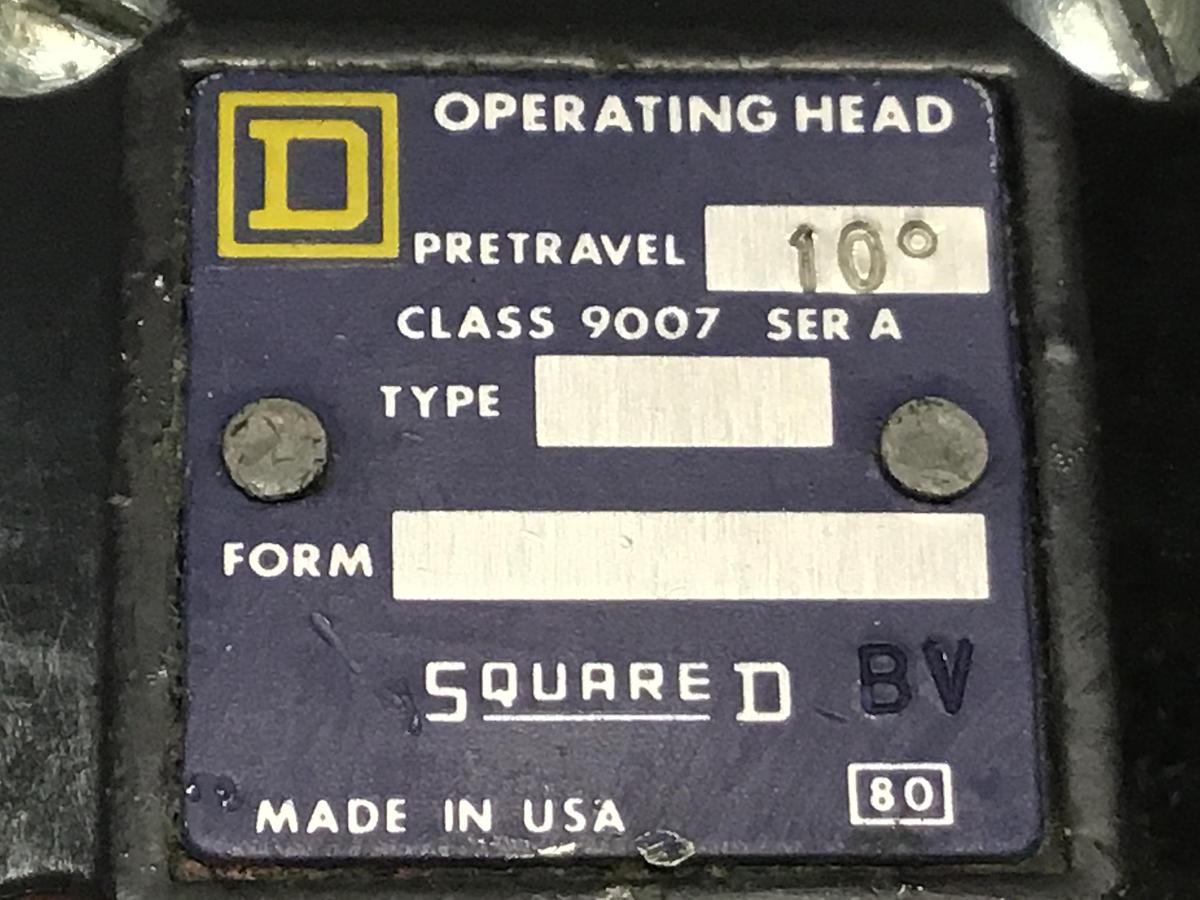 D
OPERATING HEAD
PRETRAVEL 10°
CLASS 9007 SER A
TYPE
FORM
SQUARE D BV
80
MADE IN USA